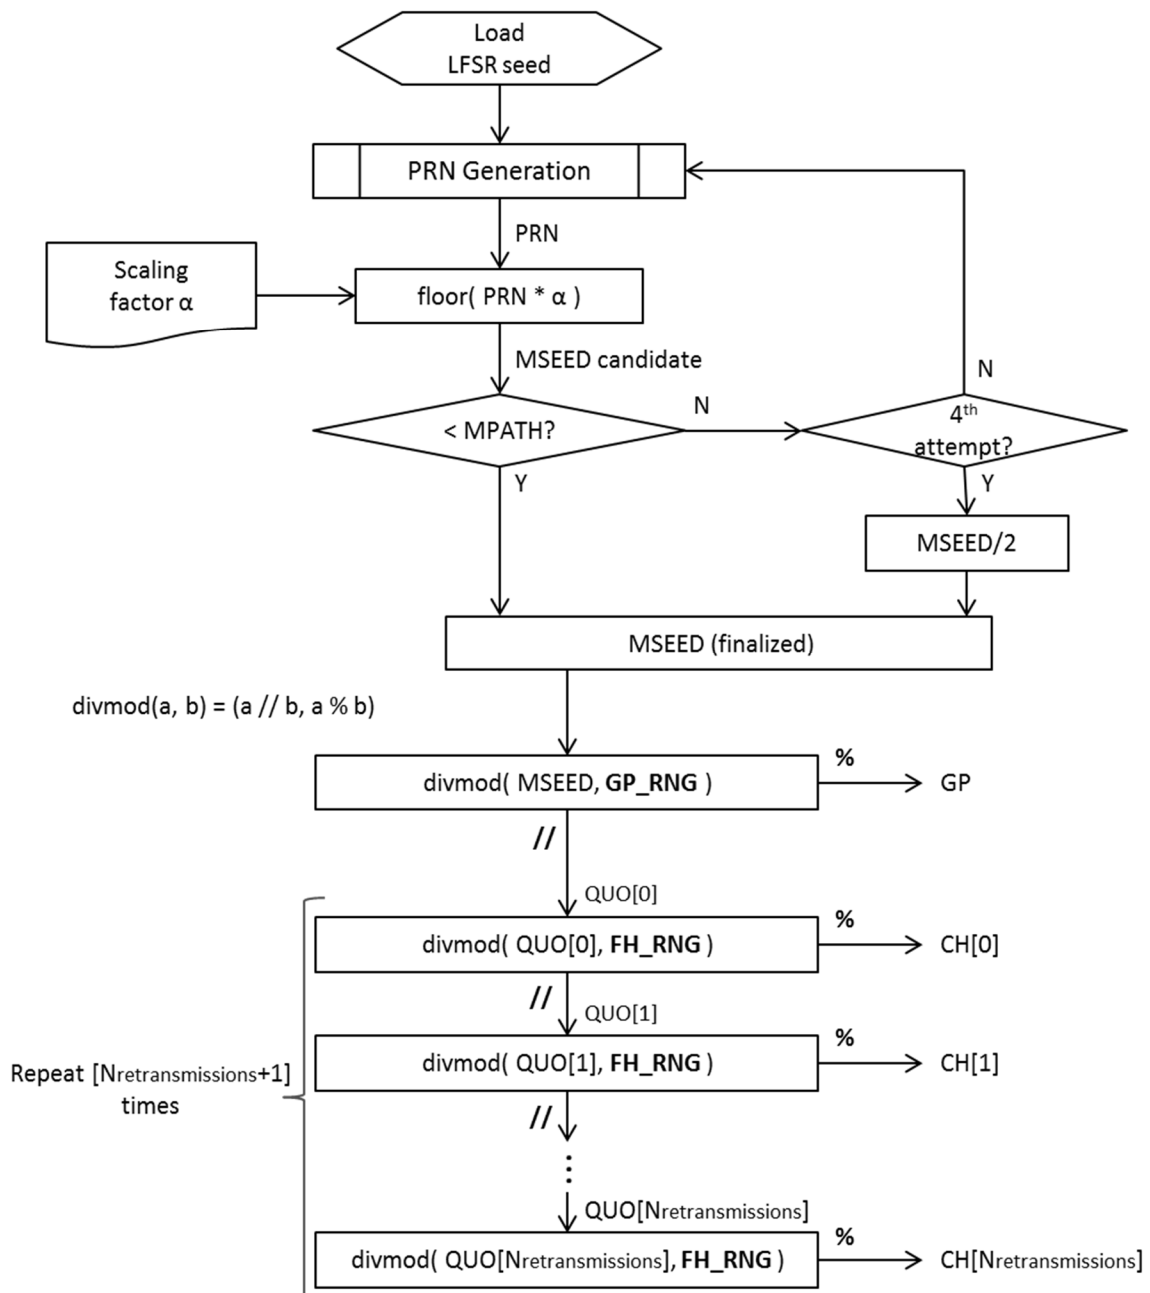 Load
LFSR seed
PRN Generation
PRN
Scaling
factor α
floor( PRN * α )
MSEED candidate
N
< MPATH?
N
4th
attempt?
Y
Y
MSEED/2
MSEED (finalized)
divmod(a, b) = (a // b, a % b)
divmod( MSEED, GP_RNG )
%
GP
//
QUO[0]
divmod( QUO[0], FH_RNG )
%
CH[0]
//
QUO[1]
divmod( QUO[1], FH_RNG )
%
CH[1]
Repeat [Nretransmissions+1]
times
//
⋮
QUO[Nretransmissions]
divmod( QUO[Nretransmissions], FH_RNG )
%
CH[Nretransmissions]